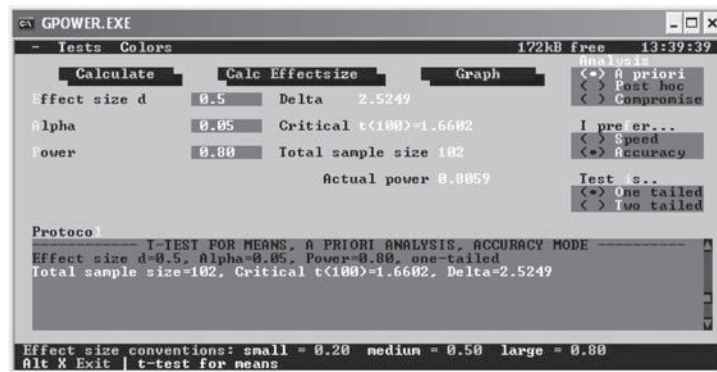 GPOWER.EXE
- Tests Colors 172kB free 13:39:39
Calculate Calc Effectsize Graph
Analysis
(•) A priori
( ) Post hoc
( ) Compromise
Effect size d 0.5 Delta 2.5249
Alpha 0.05 Critical t(100)=1.6602
I prefer...
( ) Speed
(•) Accuracy
Power 0.80 Total sample size 102
Actual power 0.8059
Test is..
(•) One tailed
( ) Two tailed
Protocol
---------- T-TEST FOR MEANS, A PRIORI ANALYSIS, ACCURACY MODE ----------
Effect size d=0.5, Alpha=0.05, Power=0.80, one-tailed
Total sample size=102, Critical t(100)=1.6602, Delta=2.5249
Effect size conventions: small = 0.20 medium = 0.50 large = 0.80
Alt X Exit | t-test for means